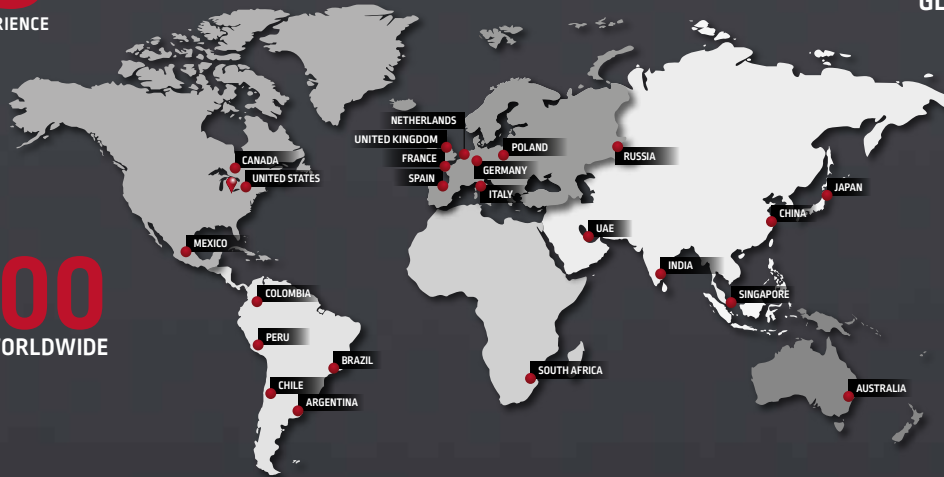 RIENCE
GL
NETHERLANDS
UNITED KINGDOM
POLAND
FRANCE
RUSSIA
CANADA
GERMANY
UNITED STATES
SPAIN
JAPAN
ITALY
CHINA
UAE
MEXICO
INDIA
COLOMBIA
SINGAPORE
00
PERU
ORLDWIDE
BRAZIL
SOUTH AFRICA
CHILE
AUSTRALIA
ARGENTINA